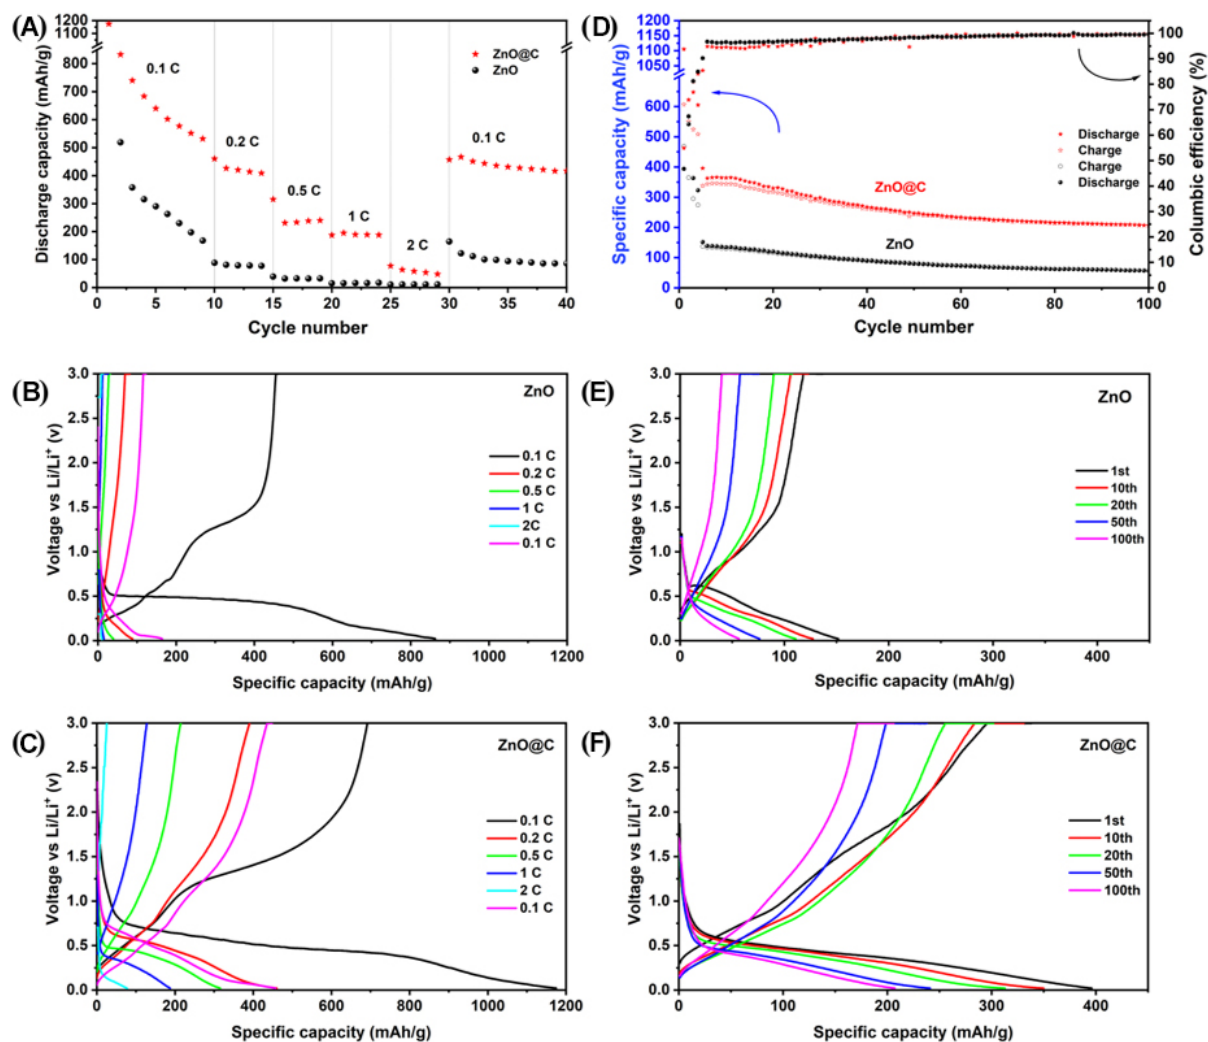 (A)
1200
1000
800
700
600
500
400
300
200
100
0
Discharge capacity (mAh/g)
ZnO@C
ZnO
0.1 C
0.2 C
0.5 C
1 C
2 C
0.1 C
0 5 10 15 20 25 30 35 40
Cycle number
(D)
1200
1150
1100
1050
600
500
400
300
200
100
0
Specific capacity (mAh/g)
Discharge
Charge
Charge
Discharge
ZnO@C
ZnO
100
90
80
70
60
50
40
30
20
10
0
Columbic efficiency (%)
0 20 40 60 80 100
Cycle number
(B)
3.0
2.5
2.0
1.5
1.0
0.5
0.0
Voltage vs Li/Li⁺ (v)
ZnO
0.1 C
0.2 C
0.5 C
1 C
2C
0.1 C
0 200 400 600 800 1000 1200
Specific capacity (mAh/g)
(E)
3.0
2.5
2.0
1.5
1.0
0.5
0.0
Voltage vs Li/Li⁺ (v)
ZnO
1st
10th
20th
50th
100th
0 100 200 300 400
Specific capacity (mAh/g)
(C)
3.0
2.5
2.0
1.5
1.0
0.5
0.0
Voltage vs Li/Li⁺ (v)
ZnO@C
0.1 C
0.2 C
0.5 C
1 C
2 C
0.1 C
0 200 400 600 800 1000 1200
Specific capacity (mAh/g)
(F)
3.0
2.5
2.0
1.5
1.0
0.5
0.0
Voltage vs Li/Li⁺ (v)
ZnO@C
1st
10th
20th
50th
100th
0 100 200 300 400
Specific capacity (mAh/g)